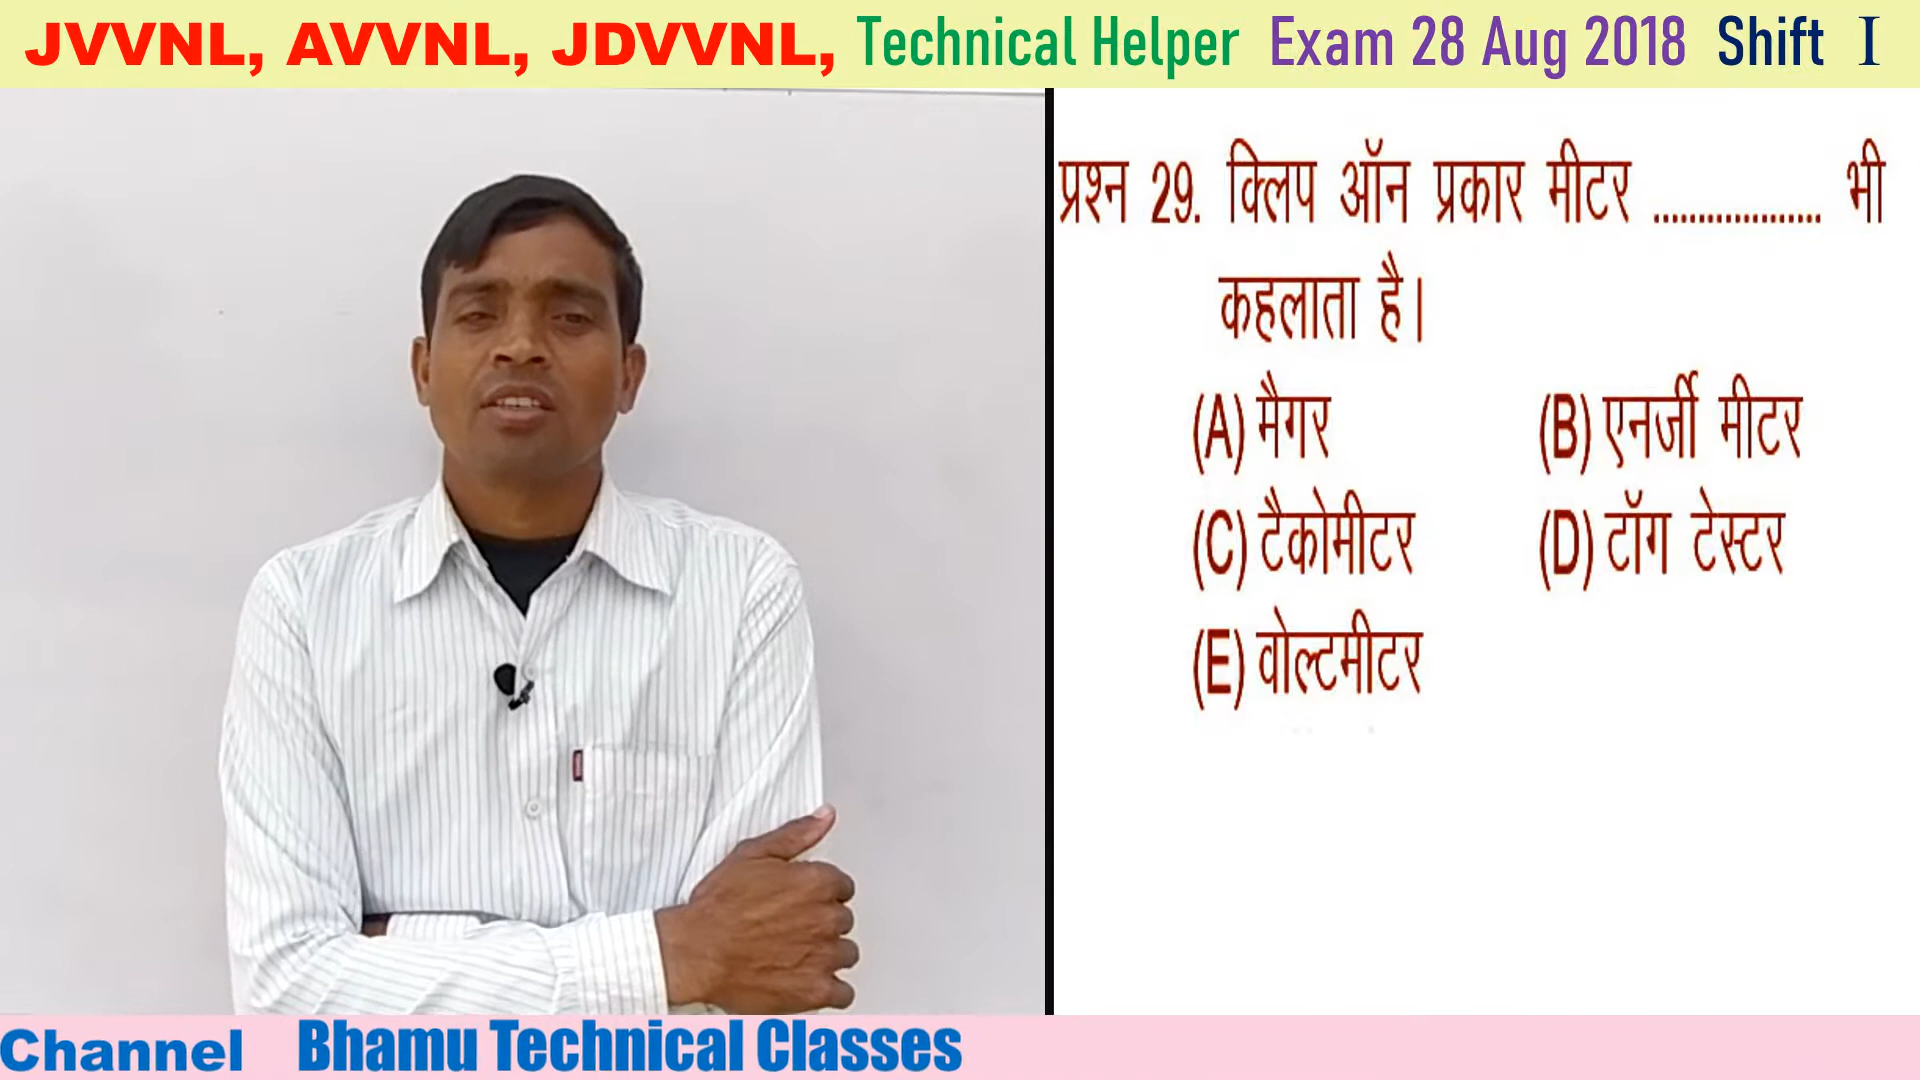 JVVNL, AVVNL, JDVVNL, Technical Helper Exam 28 Aug 2018 Shift I
प्रश्न 29. क्लिप ऑन प्रकार मीटर ................... भी
कहलाता है।
(A) मैगर (B) एनर्जी मीटर
(C) टैकोमीटर (D) टॉग टेस्टर
(E) वोल्टमीटर
Channel Bhamu Technical Classes